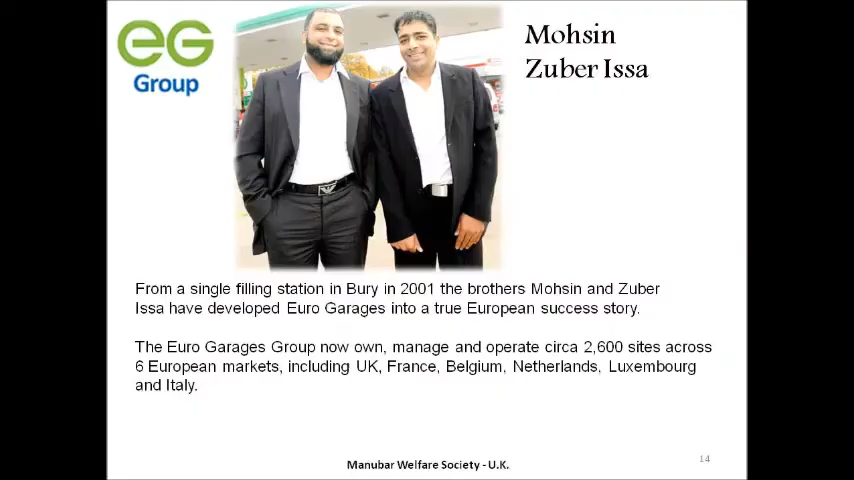 eG
Group
Mohsin
Zuber Issa
From a single filling station in Bury in 2001 the brothers Mohsin and Zuber
Issa have developed Euro Garages into a true European success story.
The Euro Garages Group now own, manage and operate circa 2,600 sites across
6 European markets, including UK, France, Belgium, Netherlands, Luxembourg
and Italy.
Manubar Welfare Society - U.K.
14